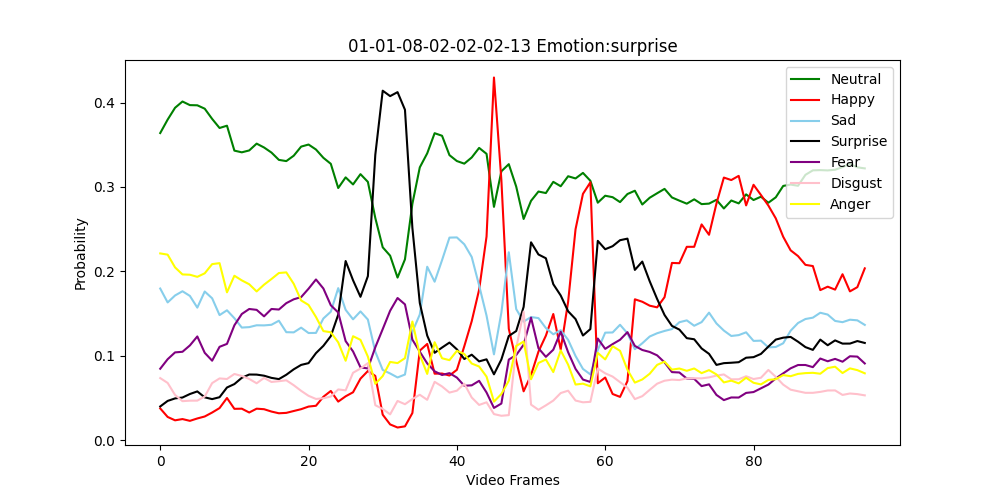 01-01-08-02-02-02-13 Emotion:surprise
Probability
0.4
0.3
0.2
0.1
0.0
Neutral
Happy
Sad
Surprise
Fear
Disgust
Anger
0 20 40 60 80
Video Frames